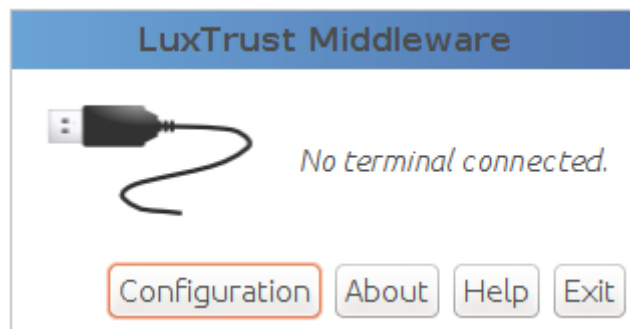 LuxTrust Middleware
No terminal connected.
Configuration About Help Exit